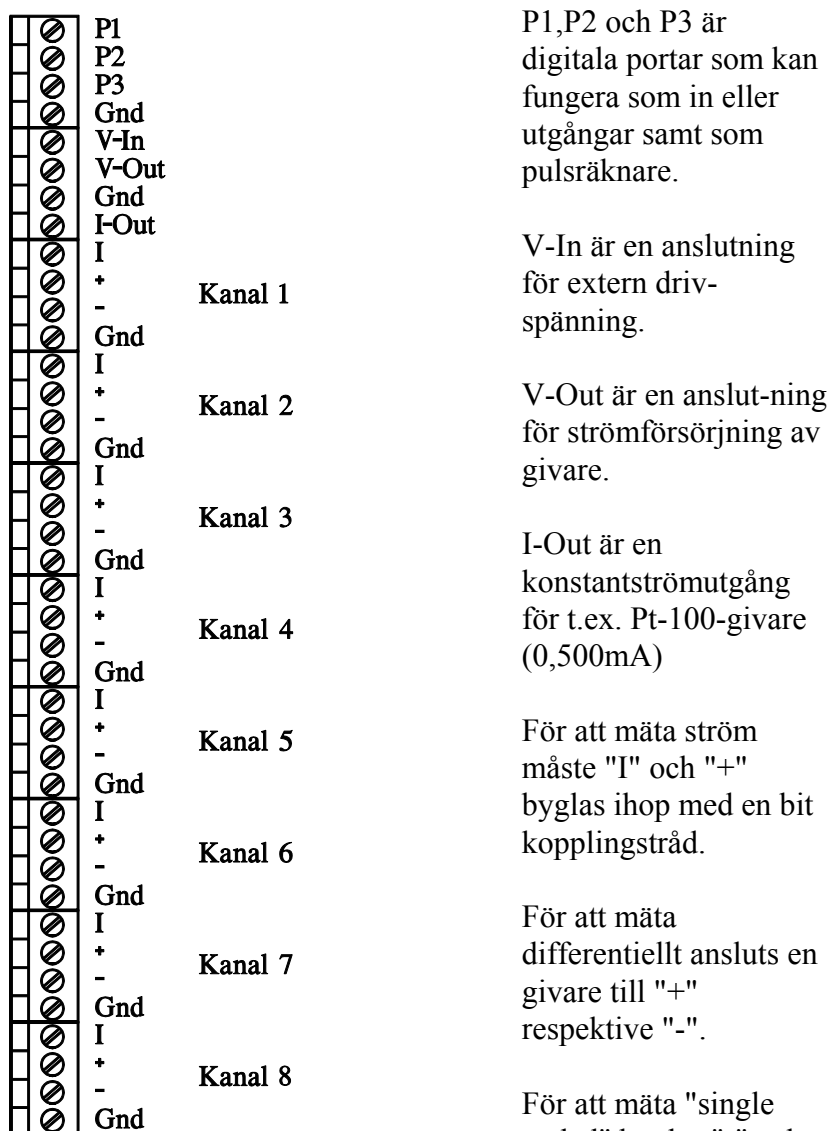 P1
P2
P3
Gnd
V-In
V-Out
Gnd
I-Out
I
+
Kanal 1
-
Gnd
I
+
Kanal 2
-
Gnd
I
+
Kanal 3
-
Gnd
I
+
Kanal 4
-
Gnd
I
+
Kanal 5
-
Gnd
I
+
Kanal 6
-
Gnd
I
+
Kanal 7
-
Gnd
I
+
Kanal 8
-
Gnd
P1,P2 och P3 är
digitala portar som kan
fungera som in eller
utgångar samt som
pulsräknare.
V-In är en anslutning
för extern driv-
spänning.
V-Out är en anslut-ning
för strömförsörjning av
givare.
I-Out är en
konstantströmutgång
för t.ex. Pt-100-givare
(0,500mA)
För att mäta ström
måste "I" och "+"
byglas ihop med en bit
kopplingstråd.
För att mäta
differentiellt ansluts en
givare till "+"
respektive "-".
För att mäta "single